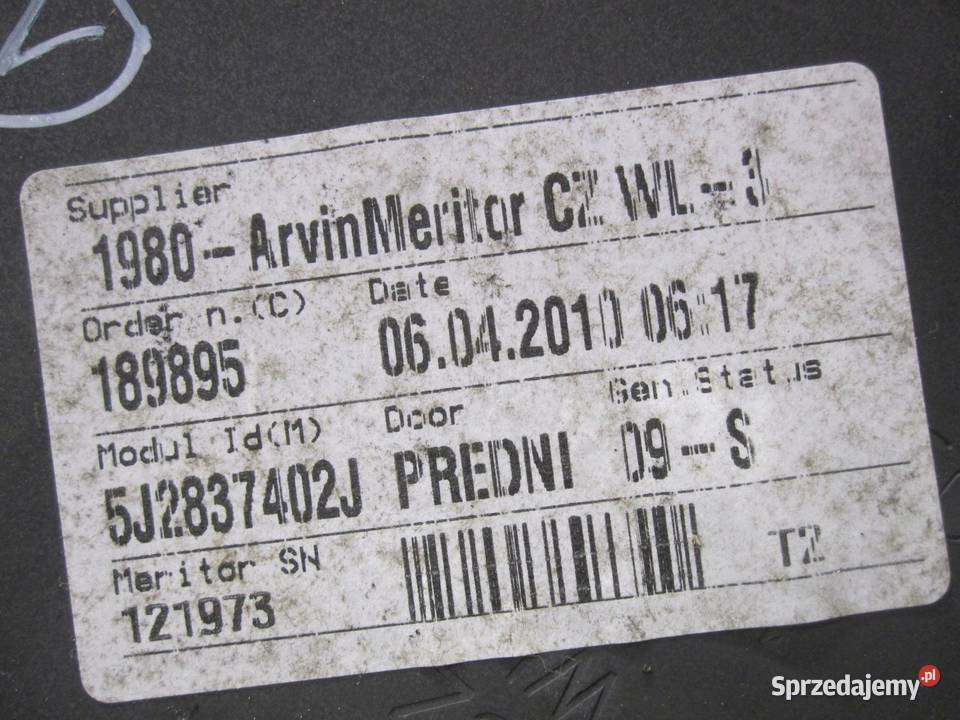 Supplier
1980-ArvinMeritor CZ WL-3
Order n.(C) Date
189895 06.04.2010 06:17
Modul Id(M) Door Gen.Status
5J2837402J PREDNI 09-S
Meritor SN
121973 T2
Sprzedajemy.pl